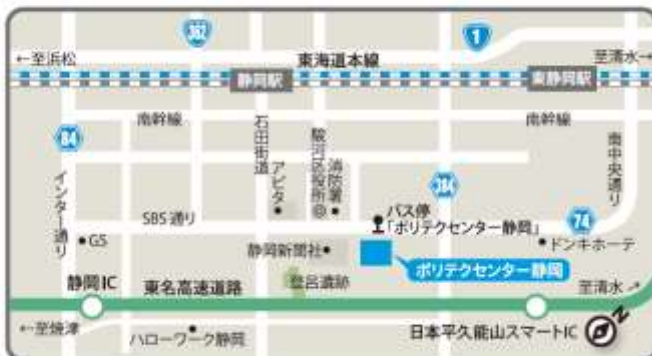 362
1
←至浜松
東海道本線
至清水→
静岡駅
東静岡駅
南幹線
南幹線
84
石田街道
駿河区役所
消防署
アピタ
384
南中央通り
インター通り
SBS通り
バス停
「ポリテクセンター静岡」
74
GS
静岡新聞社
ドンキホーテ
ポリテクセンター静岡
静岡IC
東名高速道路
登呂遺跡
至清水
←至焼津
ハローワーク静岡
日本平久能山スマートIC
N